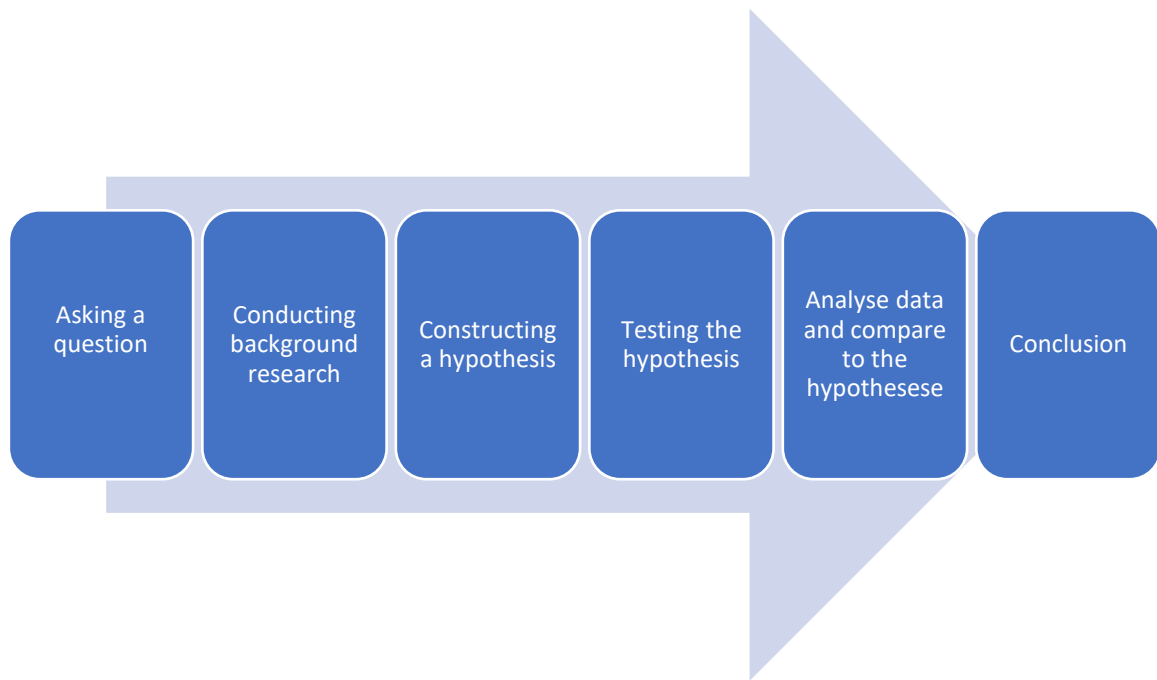 Asking a
question
Conducting
background
research
Constructing
a hypothesis
Testing the
hypothesis
Analyse data
and compare
to the
hypothesese
Conclusion